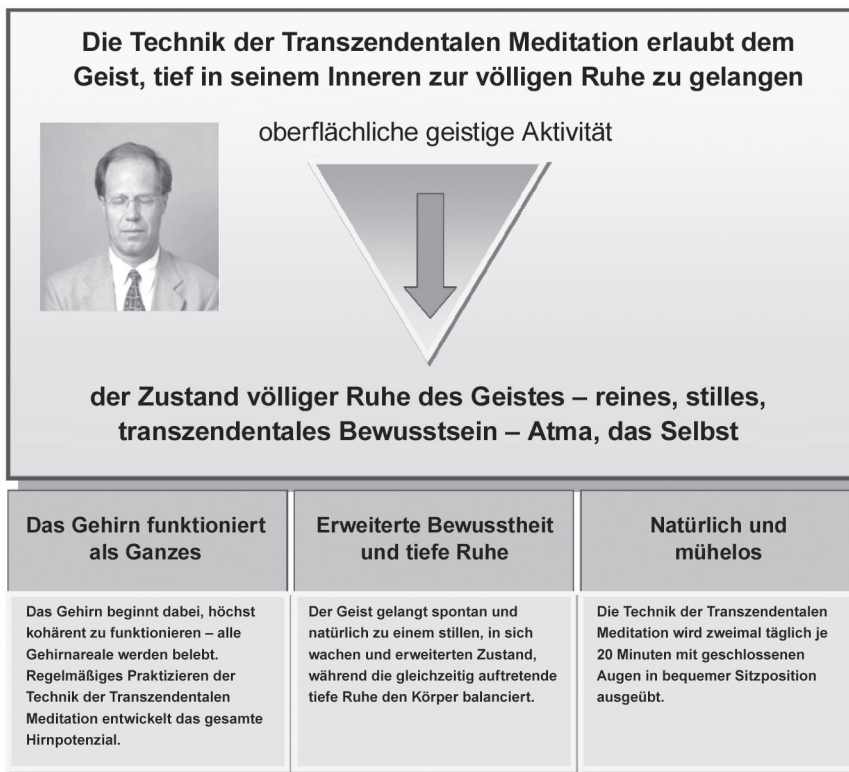 Die Technik der Transzendentalen Meditation erlaubt dem
Geist, tief in seinem Inneren zur völligen Ruhe zu gelangen
oberflächliche geistige Aktivität
der Zustand völliger Ruhe des Geistes – reines, stilles,
transzendentales Bewusstsein – Atma, das Selbst
Das Gehirn funktioniert
als Ganzes
Das Gehirn beginnt dabei, höchst
kohärent zu funktionieren – alle
Gehirnareale werden belebt.
Regelmäßiges Praktizieren der
Technik der Transzendentalen
Meditation entwickelt das gesamte
Hirnpotenzial.
Erweiterte Bewusstheit
und tiefe Ruhe
Der Geist gelangt spontan und
natürlich zu einem stillen, in sich
wachen und erweiterten Zustand,
während die gleichzeitig auftretende
tiefe Ruhe den Körper balanciert.
Natürlich und
mühelos
Die Technik der Transzendentalen
Meditation wird zweimal täglich je
20 Minuten mit geschlossenen
Augen in bequemer Sitzposition
ausgeübt.